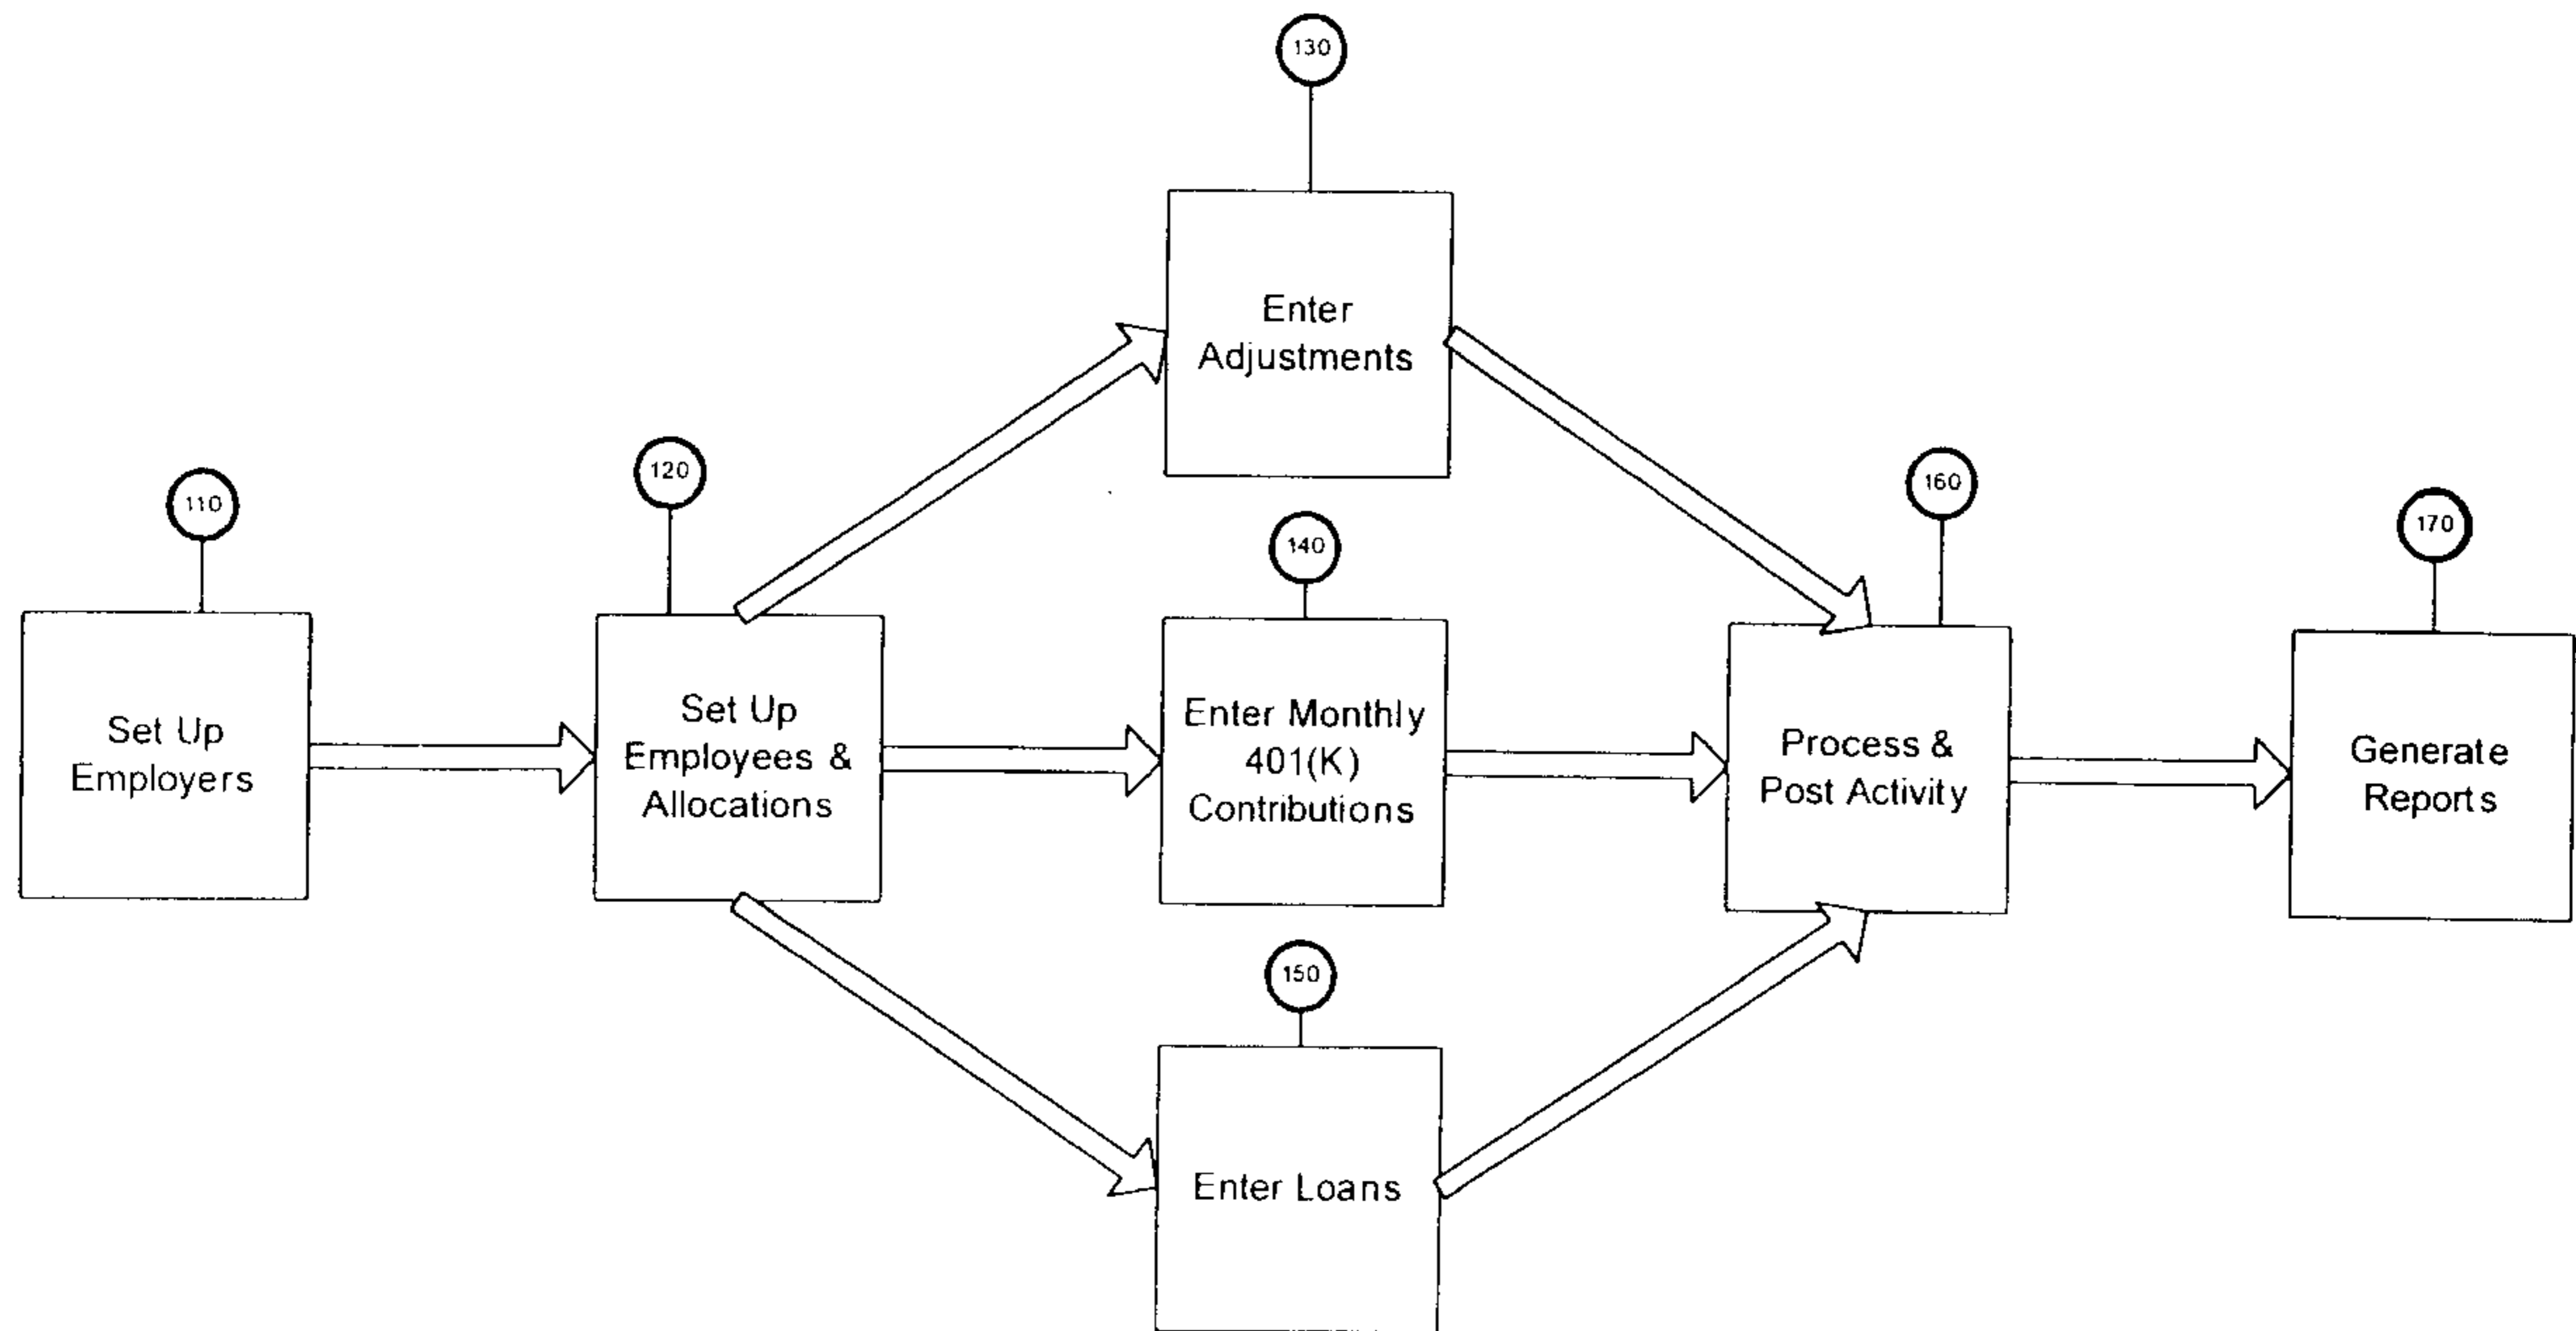 130
Enter
Adjustments
110
Set Up
Employers
120
Set Up
Employees &
Allocations
140
Enter Monthly
401(K)
Contributions
160
Process &
Post Activity
170
Generate
Reports
150
Enter Loans